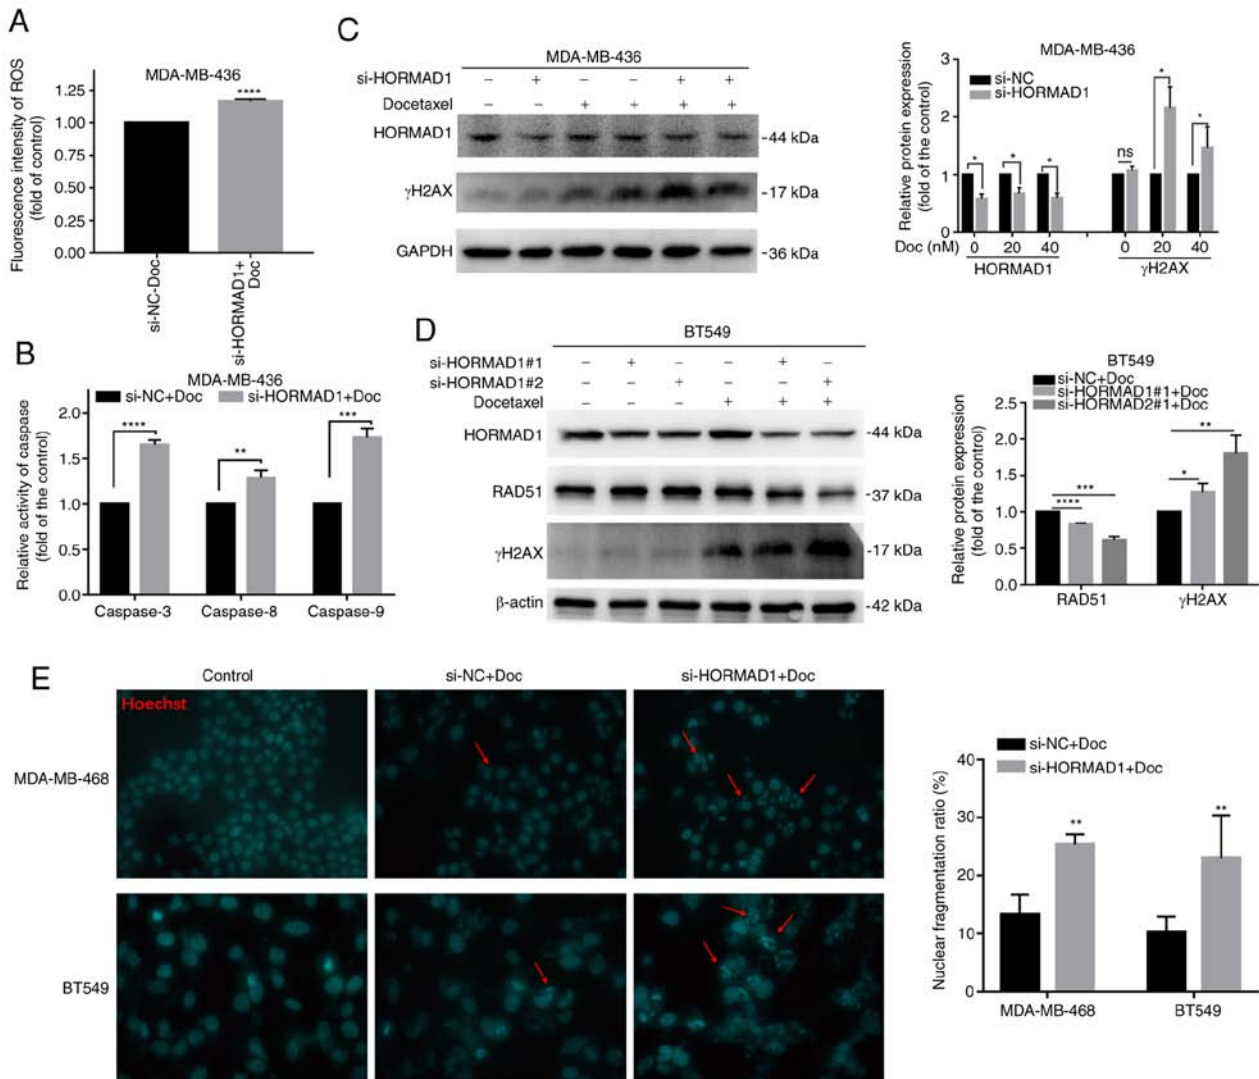 A
MDA-MB-436
****
Fluorescence intensity of ROS
(fold of control)
1.25
1.00
0.75
0.50
0.25
0.00
si-NC-Doc
si-HORMAD1+
Doc
B
MDA-MB-436
si-NC+Doc si-HORMAD1+Doc
Relative activity of caspase
(fold of the control)
2.0
1.5
1.0
0.5
0.0
**** ** ***
Caspase-3 Caspase-8 Caspase-9
C
MDA-MB-436
si-HORMAD1 – + – – + +
Docetaxel – – + + + +
HORMAD1 -44 kDa
γH2AX -17 kDa
GAPDH -36 kDa
MDA-MB-436
si-NC
si-HORMAD1
Relative protein expression
(fold of the control)
3
2
1
0
* * * ns * *
Doc (nM) 0 20 40 0 20 40
HORMAD1 γH2AX
D
BT549
si-HORMAD1#1 – + – – + –
si-HORMAD1#2 – – + – – +
Docetaxel – – – + + +
HORMAD1 -44 kDa
RAD51 -37 kDa
γH2AX -17 kDa
β-actin -42 kDa
BT549
si-NC+Doc
si-HORMAD1#1+Doc
si-HORMAD2#1+Doc
Relative protein expression
(fold of the control)
2.5
2.0
1.5
1.0
0.5
0.0
**** *** * **
RAD51 γH2AX
E
Control si-NC+Doc si-HORMAD1+Doc
Hoechst
MDA-MB-468
BT549
si-NC+Doc
si-HORMAD1+Doc
Nuclear fragmentation ratio (%)
40
30
20
10
0
** **
MDA-MB-468 BT549